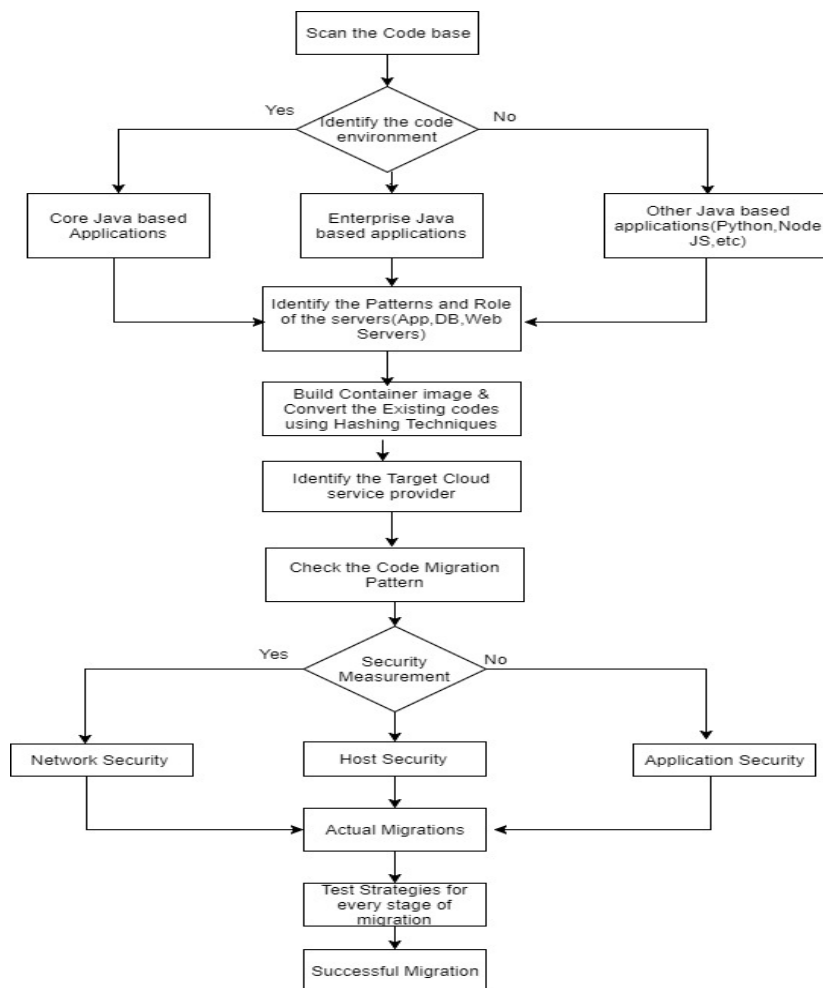 Scan the Code base
Yes
Identify the code
environment
No
Core Java based
Applications
Enterprise Java
based applications
Other Java based
applications(Python,Node
JS,etc)
Identify the Patterns and Role
of the servers(App,DB,Web
Servers)
Build Container image &
Convert the Existing codes
using Hashing Techniques
Identify the Target Cloud
service provider
Check the Code Migration
Pattern
Yes
Security
Measurement
No
Network Security
Host Security
Application Security
Actual Migrations
Test Strategies for
every stage of
migration
Successful Migration